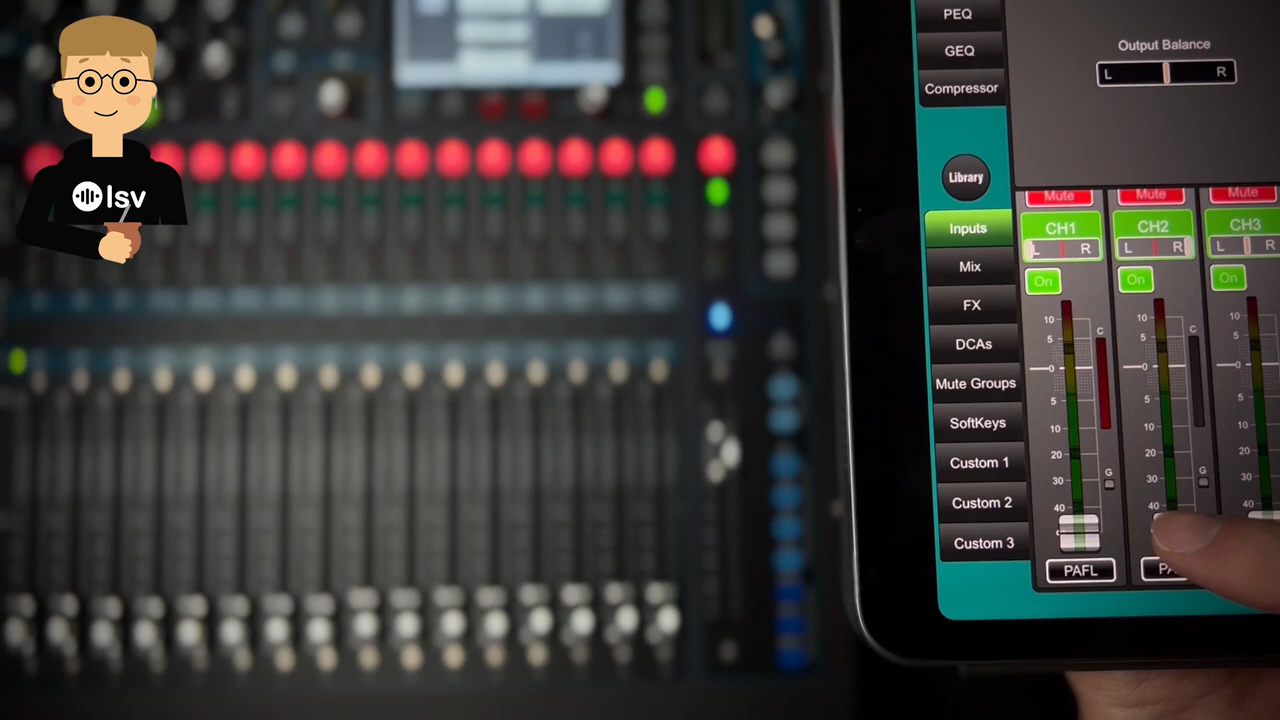 lsv
PEQ
GEQ
Compressor
Output Balance
L R
Library
Inputs
Mix
FX
DCAs
Mute Groups
SoftKeys
Custom 1
Custom 2
Custom 3
Mute Mute Mute
CH1 CH2 CH3
L R L R L R
On On On
10 10 10
5 C 5 C 5
0 0 0
5 5 5
10 10 10
20 20 20
30 G 30 G 30
40 40 40
PAFL PA